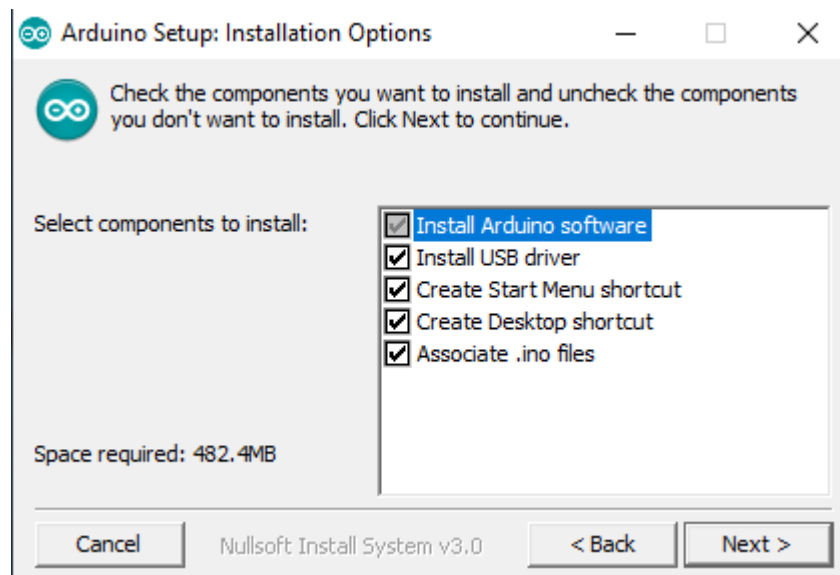 Arduino Setup: Installation Options
Check the components you want to install and uncheck the components
you don't want to install. Click Next to continue.
Select components to install:
Install Arduino software
Install USB driver
Create Start Menu shortcut
Create Desktop shortcut
Associate .ino files
Space required: 482.4MB
Cancel
Nullsoft Install System v3.0
< Back
Next >